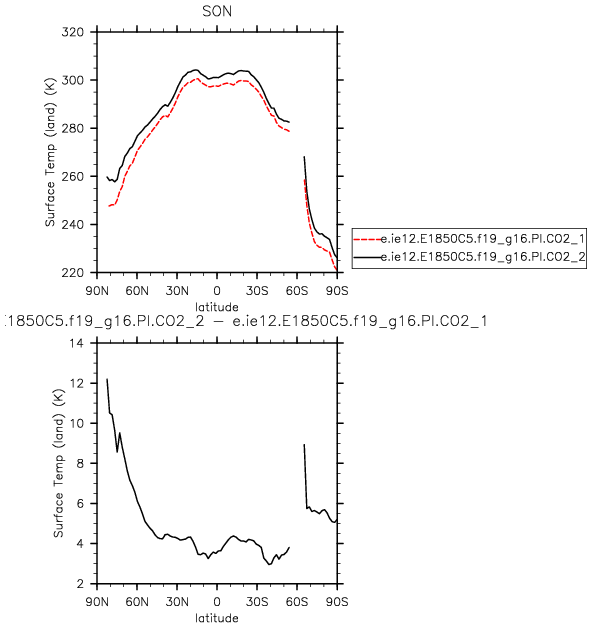 SON
320
300
280
260
240
220
Surface Temp (land) (K)
90N 60N 30N 0 30S 60S 90S
latitude
e.ie12.E1850C5.f19_g16.PI.CO2_1
e.ie12.E1850C5.f19_g16.PI.CO2_2
.1850C5.f19_g16.PI.CO2_2 — e.ie12.E1850C5.f19_g16.PI.CO2_1
14
12
10
8
6
4
2
Surface Temp (land) (K)
90N 60N 30N 0 30S 60S 90S
latitude